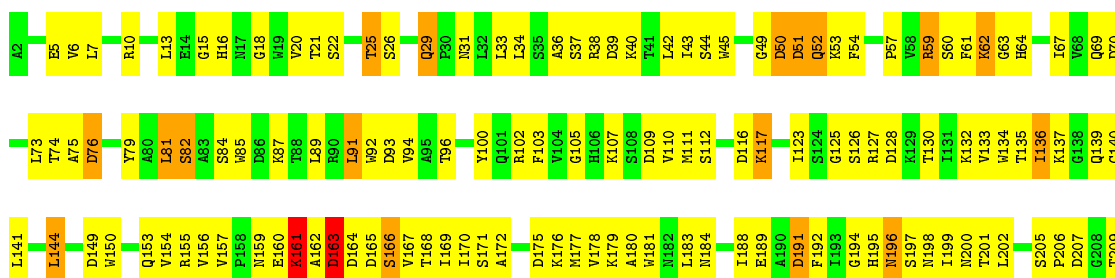 A2 E5 V6 L7 R10 L13 E14 G15 H16 N17 G18 W19 V20 T21 S22 T25 S26 Q29 P30 N31 L32 L33 L34 S35 A36 S37 R38 D39 K40 T41 L42 I43 S44 W45 G49 D50 D51 Q52 K53 F54 P57 V58 R59 S60 F61 K62 G63 H64 I67 V68 Q69
L73 T74 A75 D76 Y79 A80 L81 S82 A83 S84 W85 D86 K87 T88 L89 R90 L91 W92 D93 V94 A95 T96 Y100 Q101 R102 F103 V104 G105 H106 K107 S108 D109 V110 M111 S112 D116 K117 I123 S124 G125 S126 R127 D128 K129 T130 I131 K132 V133 W134 T135 I136 K137 G138 Q139
L141 L144 D149 W150 Q153 V154 R155 V156 V157 P158 N159 E160 K161 A162 D163 D164 D165 S166 V167 T168 I169 I170 S171 A172 D175 K176 M177 V178 K179 A180 W181 N182 L183 N184 I188 E189 A190 D191 F192 I193 G194 H195 N196 S197 N198 I199 N200 T201 L202 S205 P206 D207 G208